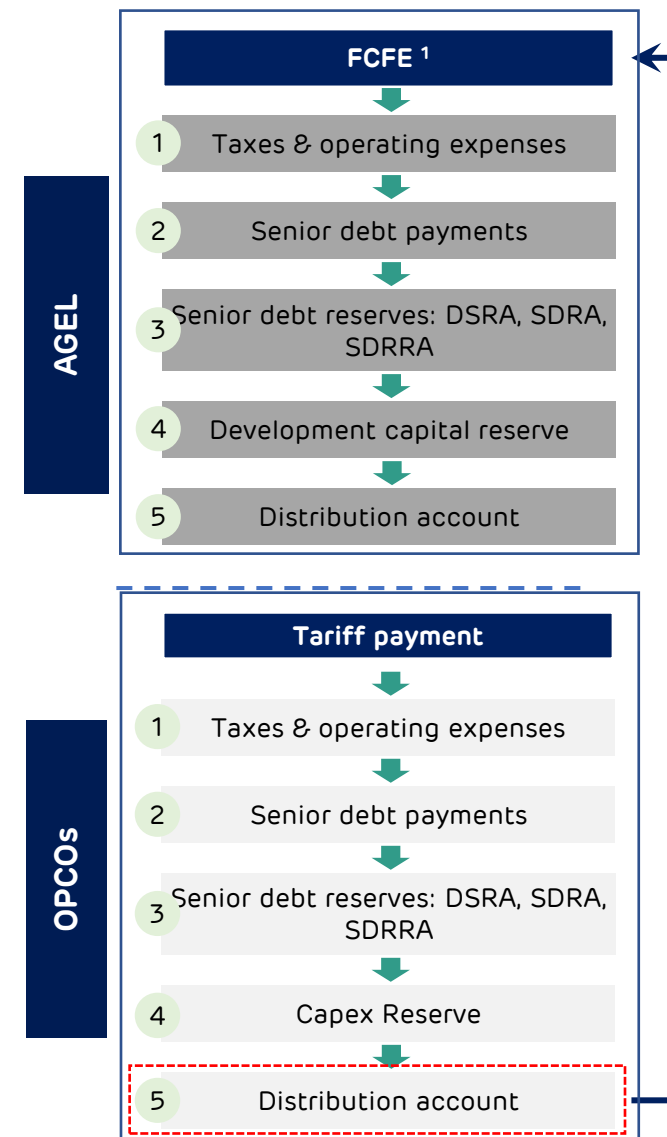 FCFE ¹
1 Taxes & operating expenses
2 Senior debt payments
3 Senior debt reserves: DSRA, SDRA,
SDRRA
4 Development capital reserve
5 Distribution account
AGEL
Tariff payment
1 Taxes & operating expenses
2 Senior debt payments
3 Senior debt reserves: DSRA, SDRA,
SDRRA
4 Capex Reserve
5 Distribution account
OPCOs